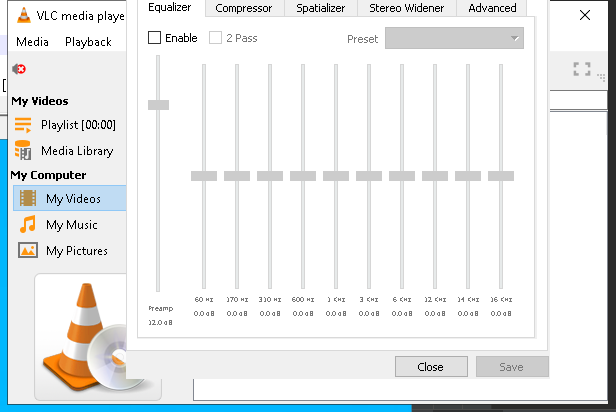 VLC media playe
Equalizer Compressor Spatializer Stereo Widener Advanced
Media Playback
Enable 2 Pass Preset
My Videos
Playlist [00:00]
Media Library
My Computer
My Videos
My Music
My Pictures
60 Hz 170 Hz 310 Hz 600 Hz 1 KHz 3 KHz 6 KHz 12 KHz 14 KHz 16 KHz
Preamp 0.0 dB 0.0 dB 0.0 dB 0.0 dB 0.0 dB 0.0 dB 0.0 dB 0.0 dB 0.0 dB 0.0 dB
12.0 dB
Close Save